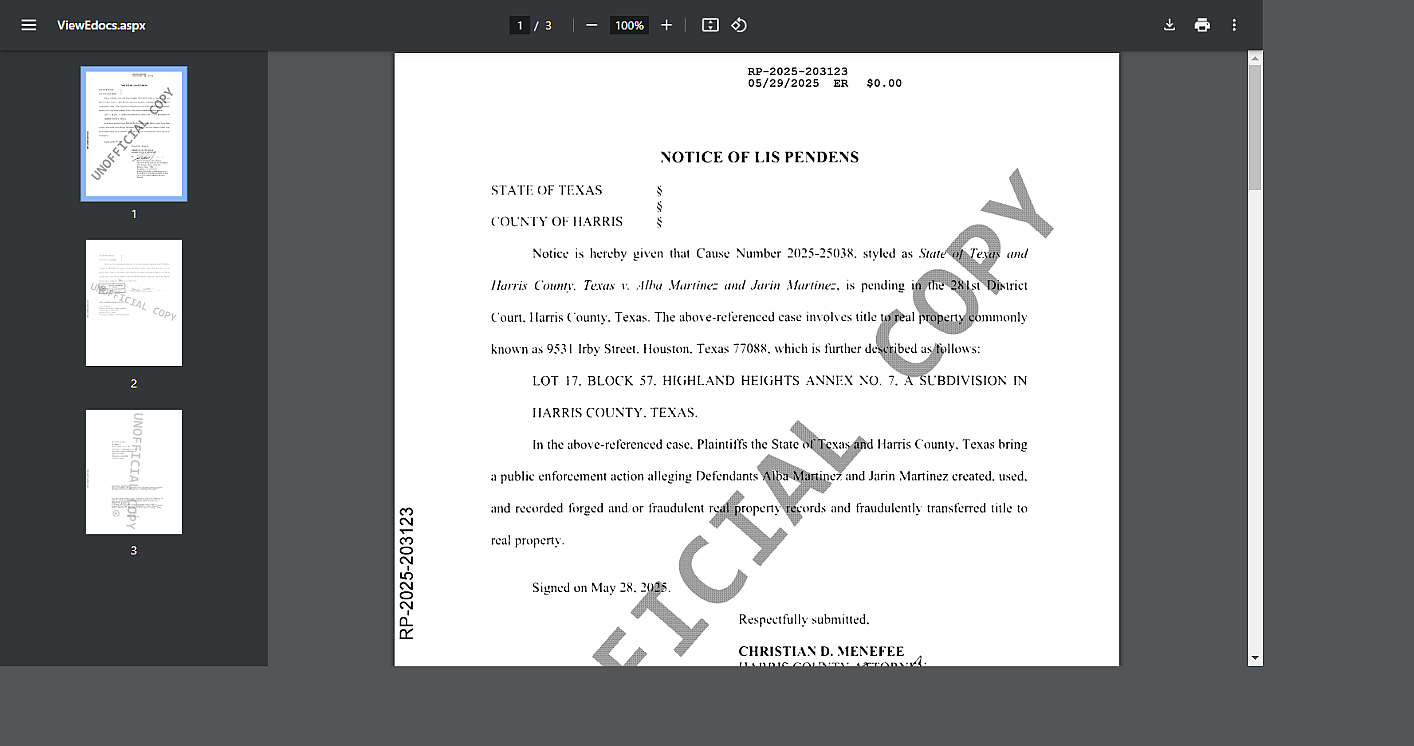 ViewEdocs.aspx
1 / 3
100%
1
2
3
UNOFFICIAL COPY
UNOFFICIAL COPY
UNOFFICIAL COPY
RP-2025-203123
05/29/2025 ER $0.00
NOTICE OF LIS PENDENS
STATE OF TEXAS §
§
COUNTY OF HARRIS §
Notice is hereby given that Cause Number 2025-25038, styled as State of Texas and
Harris County, Texas v. Alba Martinez and Jarin Martinez, is pending in the 281st District
Court, Harris County, Texas. The above-referenced case involves title to real property commonly
known as 9531 Irby Street, Houston, Texas 77088, which is further described as follows:
LOT 17, BLOCK 57, HIGHLAND HEIGHTS ANNEX NO. 7, A SUBDIVISION IN
HARRIS COUNTY, TEXAS.
In the above-referenced case, Plaintiffs the State of Texas and Harris County, Texas bring
a public enforcement action alleging Defendants Alba Martinez and Jarin Martinez created, used,
and recorded forged and or fraudulent real property records and fraudulently transferred title to
real property.
Signed on May 28, 2025.
Respectfully submitted,
CHRISTIAN D. MENEFEE
HARRIS COUNTY ATTORNEY
RP-2025-203123
FICIAL COPY